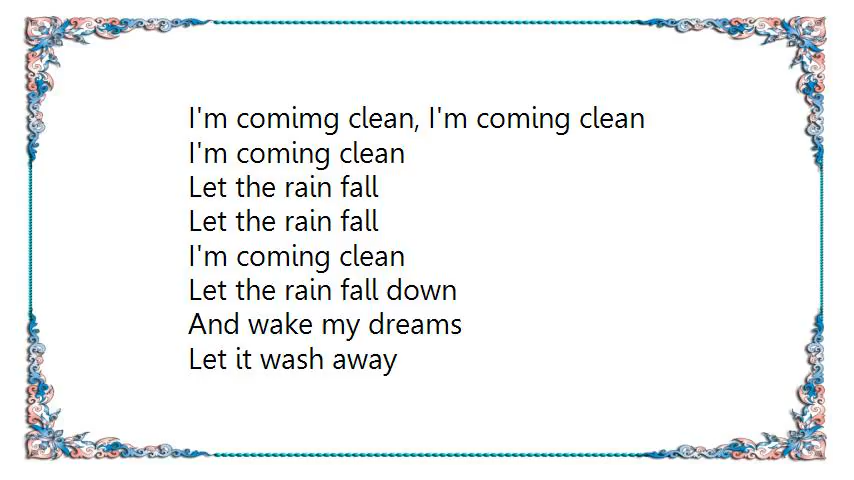 I'm comimg clean, I'm coming clean
I'm coming clean
Let the rain fall
Let the rain fall
I'm coming clean
Let the rain fall down
And wake my dreams
Let it wash away